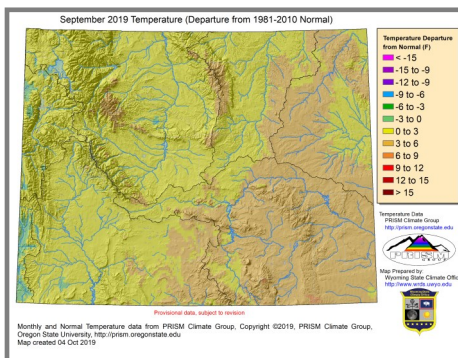 September 2019 Temperature (Departure from 1981-2010 Normal)
Temperature Departure
from Normal (F)
< -15
-15 to -9
-12 to -9
-9 to -6
-6 to -3
-3 to 0
0 to 3
3 to 6
6 to 9
9 to 12
12 to 15
> 15
Temperature Data
PRISM Climate Group
http://prism.oregonstate.edu
PRISM
GROUP
Map Prepared by:
Wyoming State Climate Offic
http://www.wrds.uwyo.edu
Provisional data, subject to revision
Monthly and Normal Temperature data from PRISM Climate Group, Copyright ©2019, PRISM Climate Group,
Oregon State University, http://prism.oregonstate.edu
Map created 04 Oct 2019